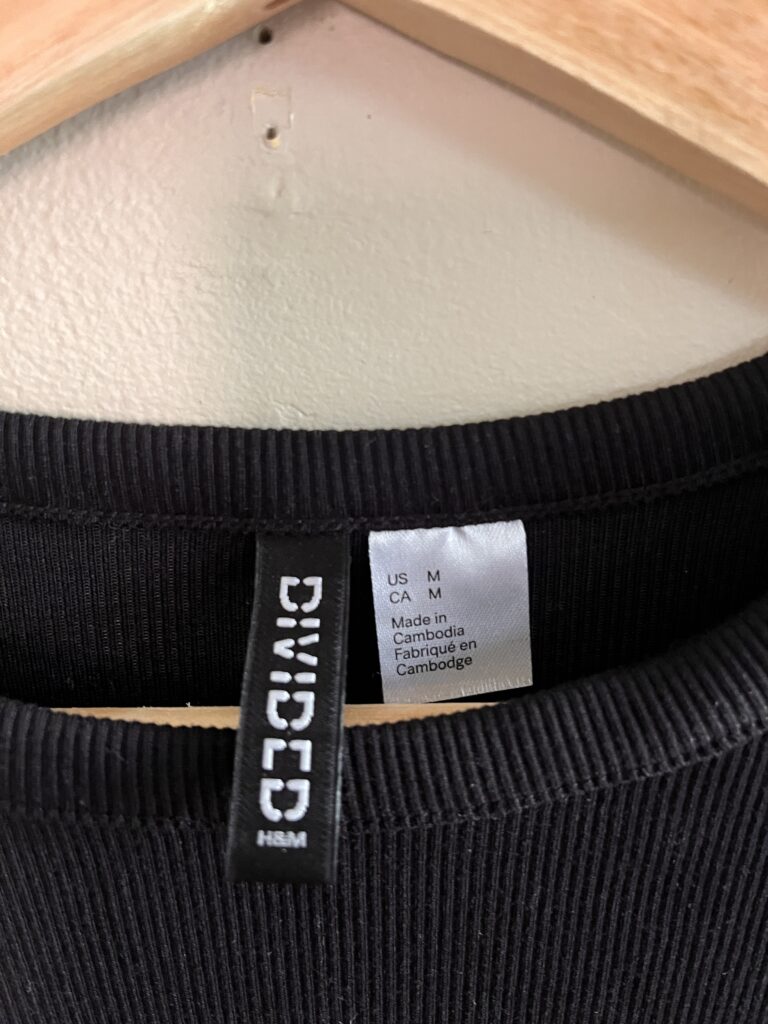 DIVIDED
H&M
US M
CA M
Made in
Cambodia
Fabriqué en
Cambodge